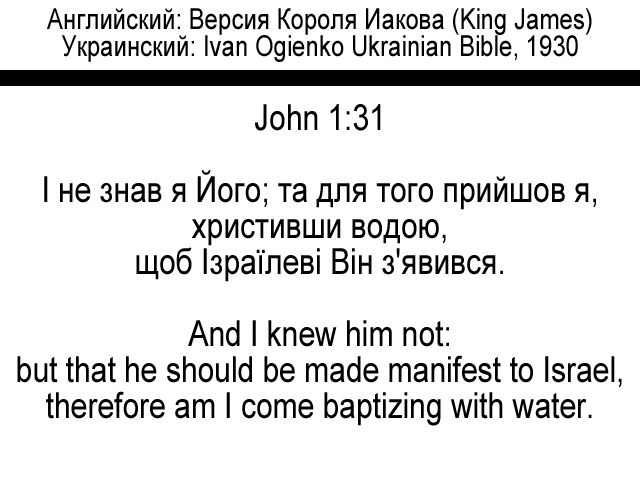 Английский: Версия Короля Иакова (King James)
Украинский: Ivan Ogienko Ukrainian Bible, 1930
John 1:31
І не знав я Його; та для того прийшов я,
христивши водою,
щоб Ізраїлеві Він з'явився.
And I knew him not:
but that he should be made manifest to Israel,
therefore am I come baptizing with water.